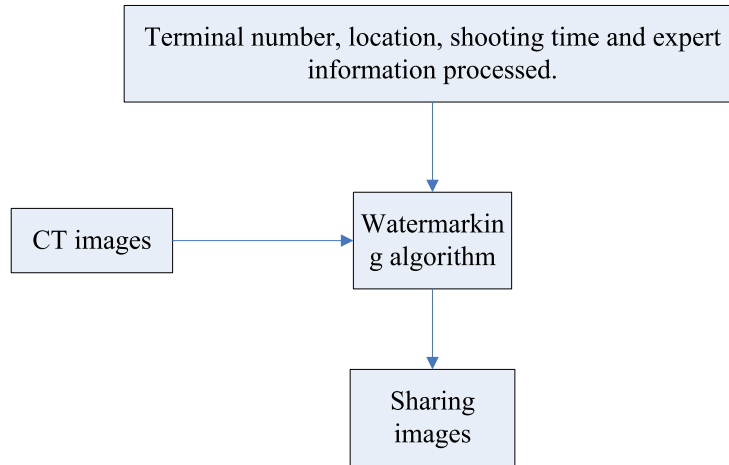 Terminal number, location, shooting time and expert
information processed.
CT images
Watermarkin
g algorithm
Sharing
images